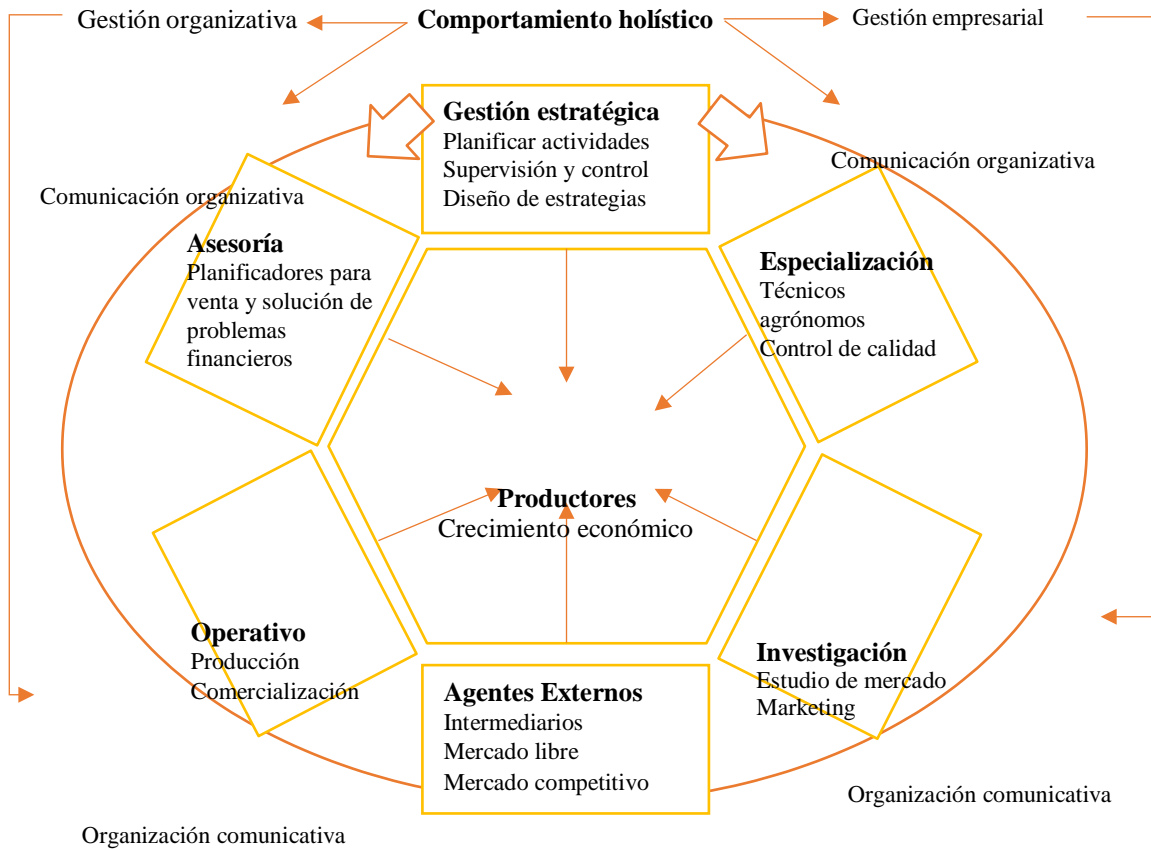 Gestión organizativa
Comportamiento holístico
Gestión empresarial
Gestión estratégica
Planificar actividades
Supervisión y control
Diseño de estrategias
Comunicación organizativa
Comunicación organizativa
Asesoría
Planificadores para
venta y solución de
problemas
financieros
Especialización
Técnicos
agrónomos
Control de calidad
Productores
Crecimiento económico
Operativo
Producción
Comercialización
Agentes Externos
Intermediarios
Mercado libre
Mercado competitivo
Investigación
Estudio de mercado
Marketing
Organización comunicativa
Organización comunicativa